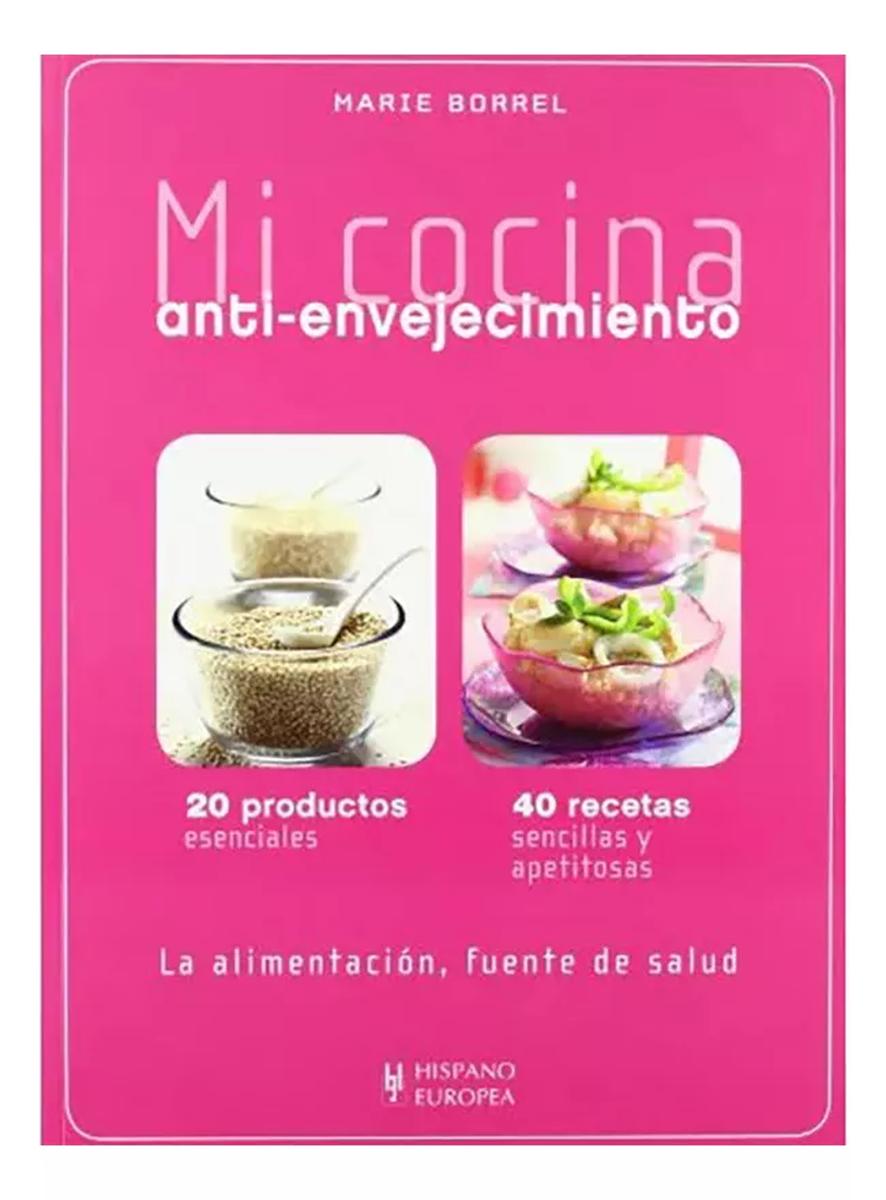 MARIE BORREL
Mi cocina
anti-envejecimiento
20 productos
esenciales
40 recetas
sencillas y
apetitosas
La alimentación, fuente de salud
HISPANO
EUROPEA